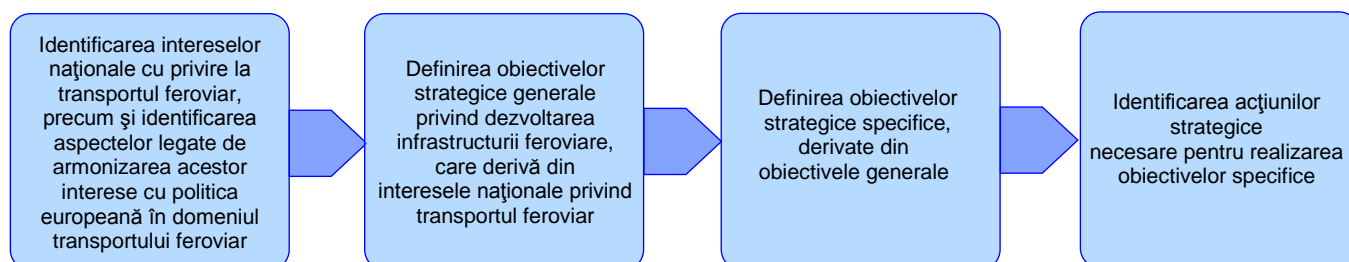 Identificarea intereselor
naţionale cu privire la
transportul feroviar,
precum şi identificarea
aspectelor legate de
armonizarea acestor
interese cu politica
europeană în domeniul
transportului feroviar
Definirea obiectivelor
strategice generale
privind dezvoltarea
infrastructurii feroviare,
care derivă din
interesele naţionale privind
transportul feroviar
Definirea obiectivelor
strategice specifice,
derivate din
obiectivele generale
Identificarea acţiunilor
strategice
necesare pentru realizarea
obiectivelor specifice